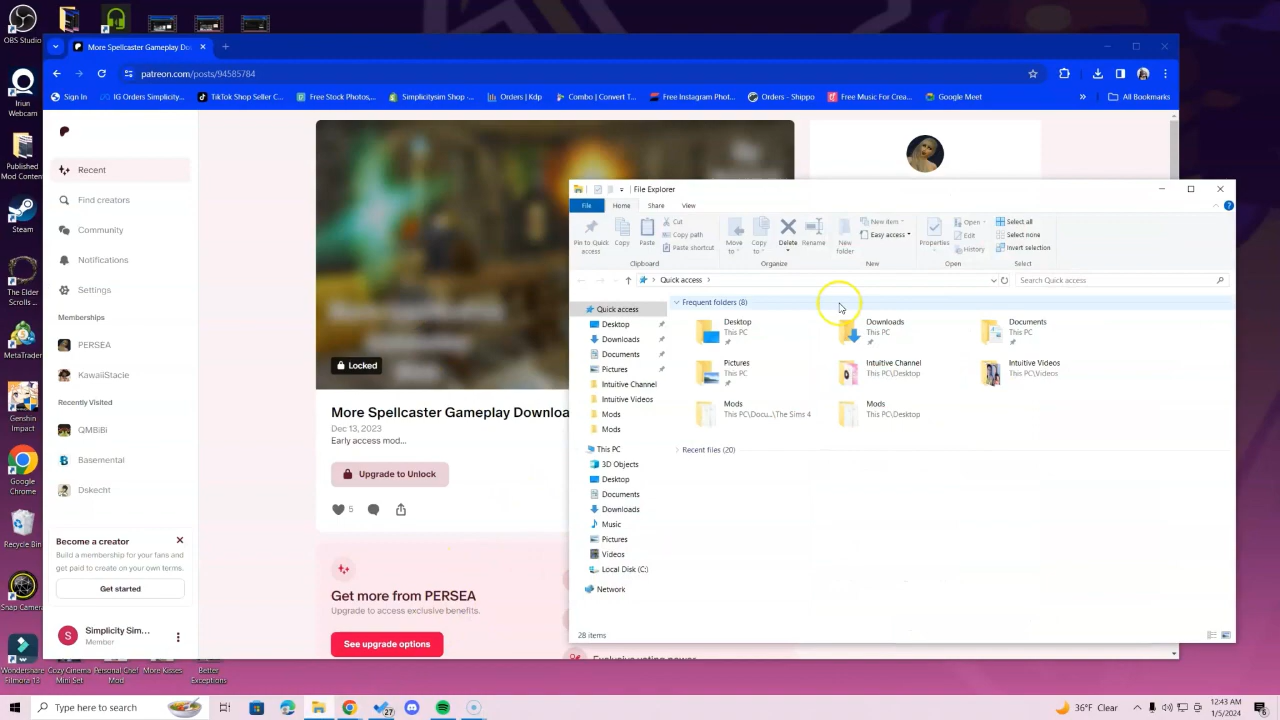 OBS Studio
Iriun
Webcam
Published
Mod Content
Steam
The Elder
Scrolls ...
MetaTrader
Genshin
Impact
Google
Chrome
Recycle Bin
Snap Camera
Wondershare
Filmora 13
Cozy Cinema
Mini Set
Personal Chef
Mod
More Kisses
Better
Exceptions
More Spellcaster Gameplay Do
patreon.com/posts/94585784
Sign In
IG Orders Simplicity...
TikTok Shop Seller C...
Free Stock Photos,...
Simplicitysim Shop -...
Orders | Kdp
Combo | Convert T...
Free Instagram Phot...
Orders - Shippo
Free Music For Crea...
Google Meet
»
All Bookmarks
Recent
Find creators
Community
Notifications
Settings
Memberships
PERSEA
KawaiiStacie
Recently Visited
QMBiBi
Basemental
Dskecht
Become a creator
Build a membership for your fans and
get paid to create on your own terms.
Get started
S
Simplicity Sim...
Member
Locked
More Spellcaster Gameplay Downloa
Dec 13, 2023
Early access mod...
Upgrade to Unlock
5
Get more from PERSEA
Upgrade to access exclusive benefits.
See upgrade options
Exclusive voting power
File Explorer
File
Home
Share
View
Pin to Quick
access
Copy
Paste
Cut
Copy path
Paste shortcut
Clipboard
Move
to
Copy
to
Delete
Rename
Organize
New
folder
New item
Easy access
New
Properties
Open
Edit
History
Open
Select all
Select none
Invert selection
Select
Quick access
Search Quick access
Quick access
Desktop
Downloads
Documents
Pictures
Intuitive Channel
Intuitive Videos
Mods
Mods
This PC
3D Objects
Desktop
Documents
Downloads
Music
Pictures
Videos
Local Disk (C:)
Network
Frequent folders (8)
Desktop
This PC
Downloads
This PC
Documents
This PC
Pictures
This PC
Intuitive Channel
This PC\Desktop
Intuitive Videos
This PC\Videos
Mods
This PC\Docu...\The Sims 4
Mods
This PC\Desktop
Recent files (20)
28 items
Type here to search
27
36°F Clear
12:43 AM
1/5/2024
6